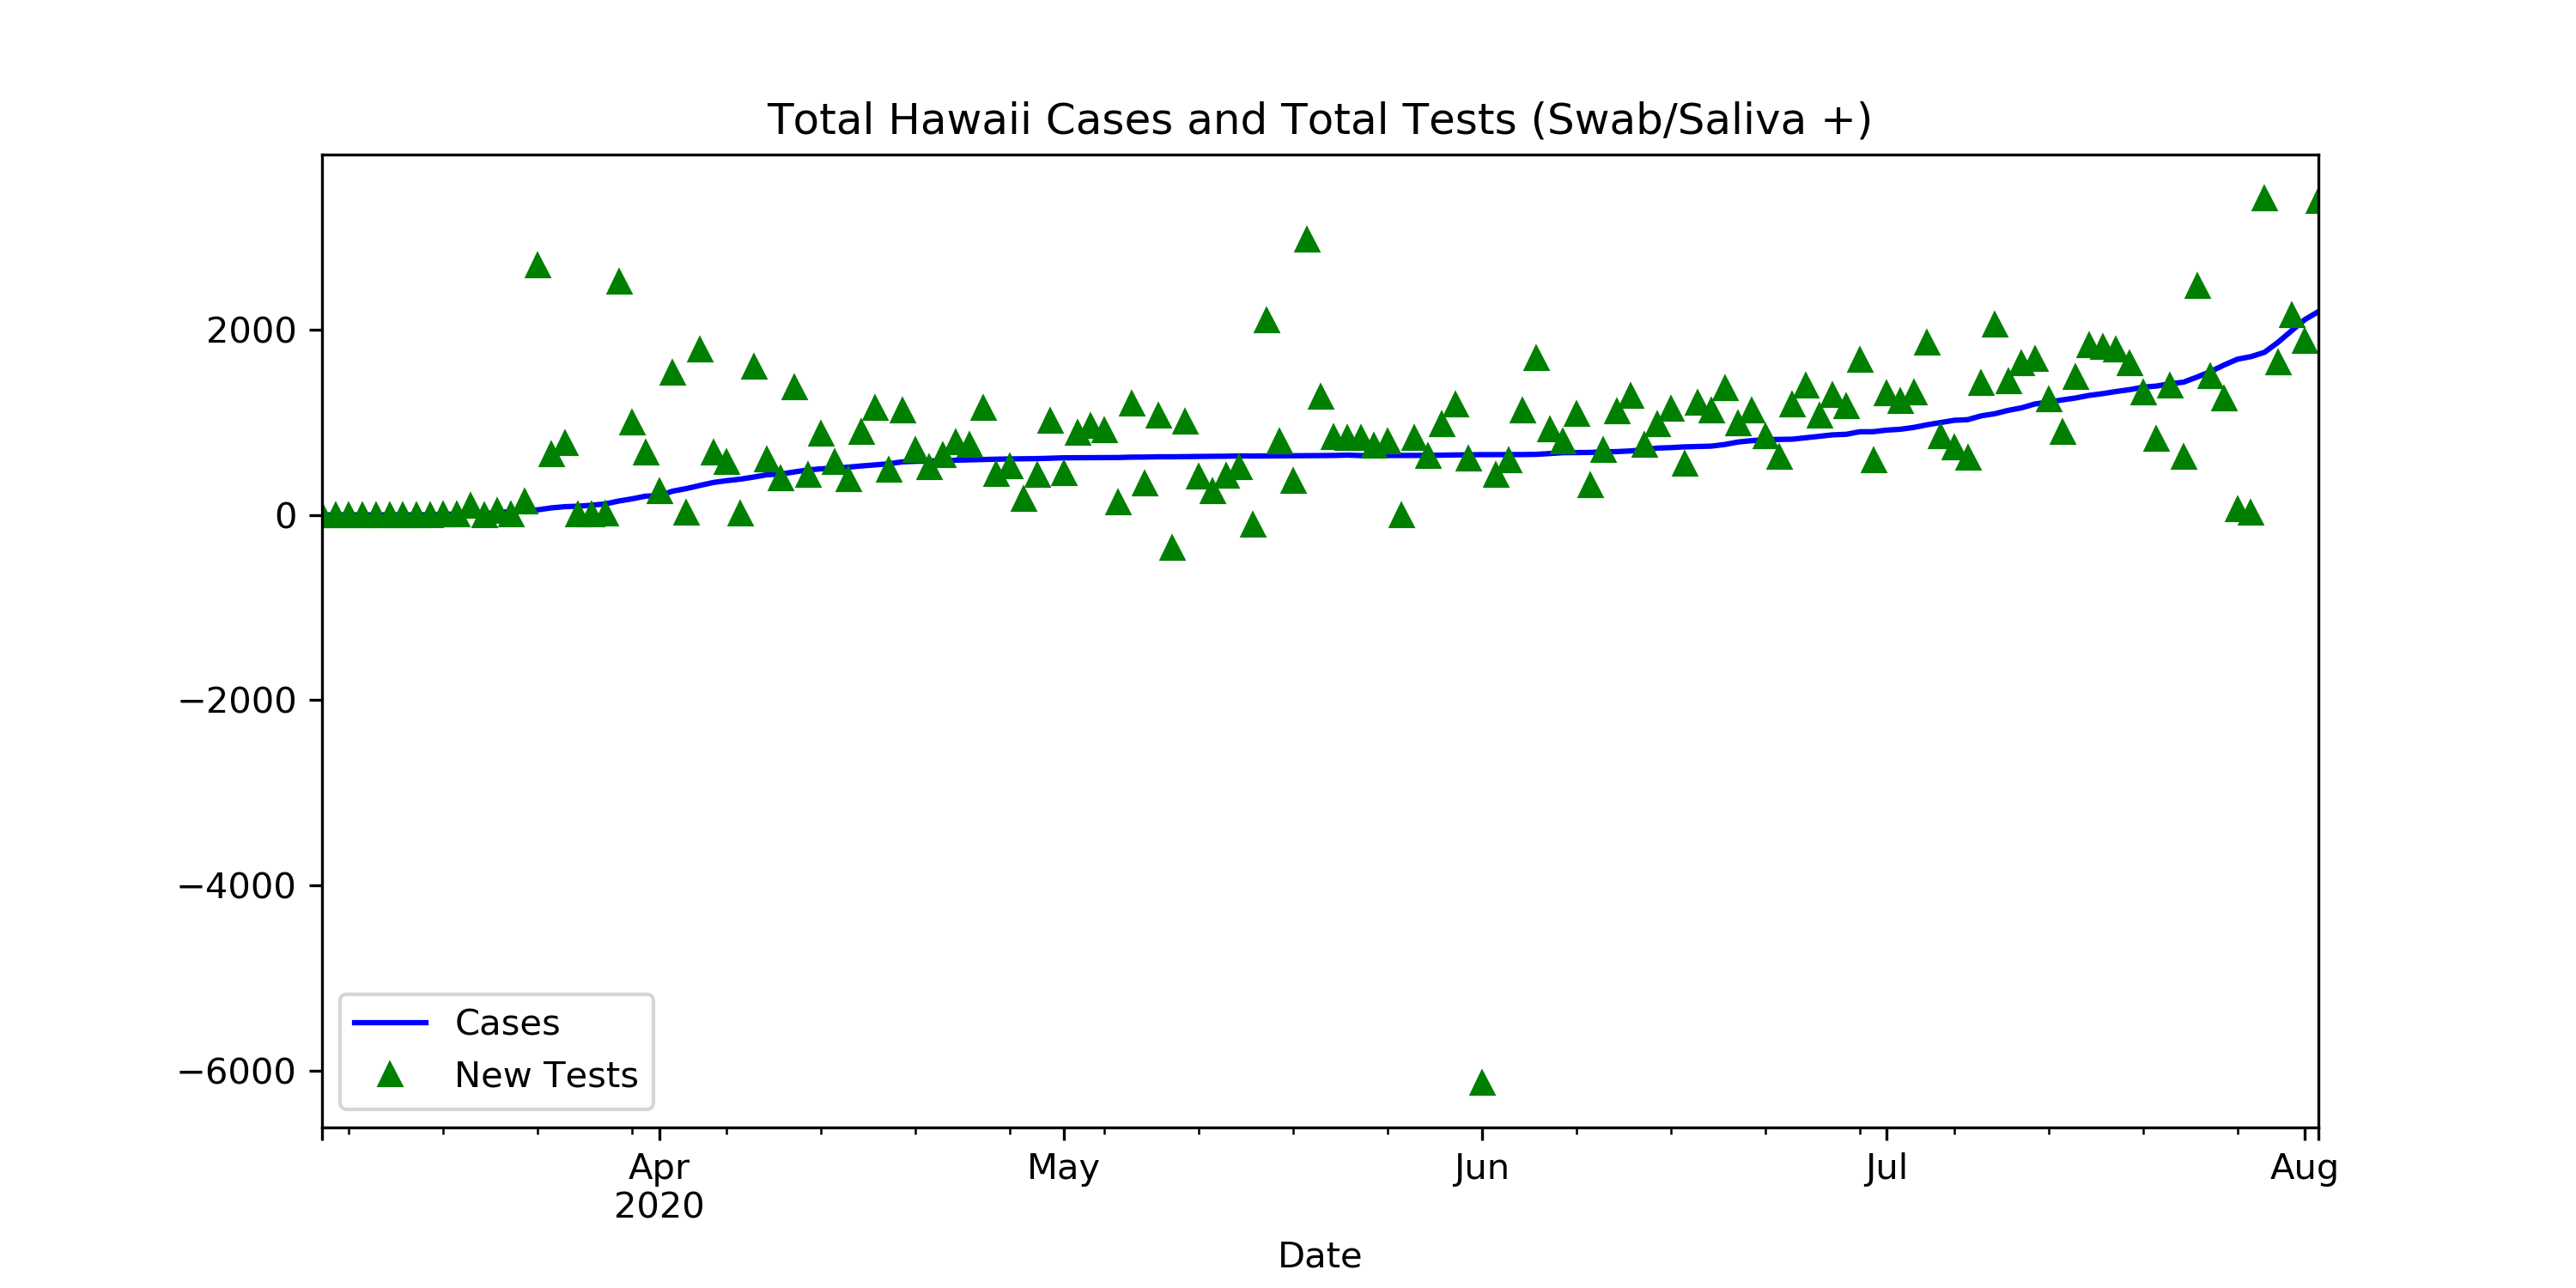 Total Hawaii Cases and Total Tests (Swab/Saliva +)
2000
0
−2000
−4000
−6000
Cases
New Tests
Apr May Jun Jul Aug
2020
Date